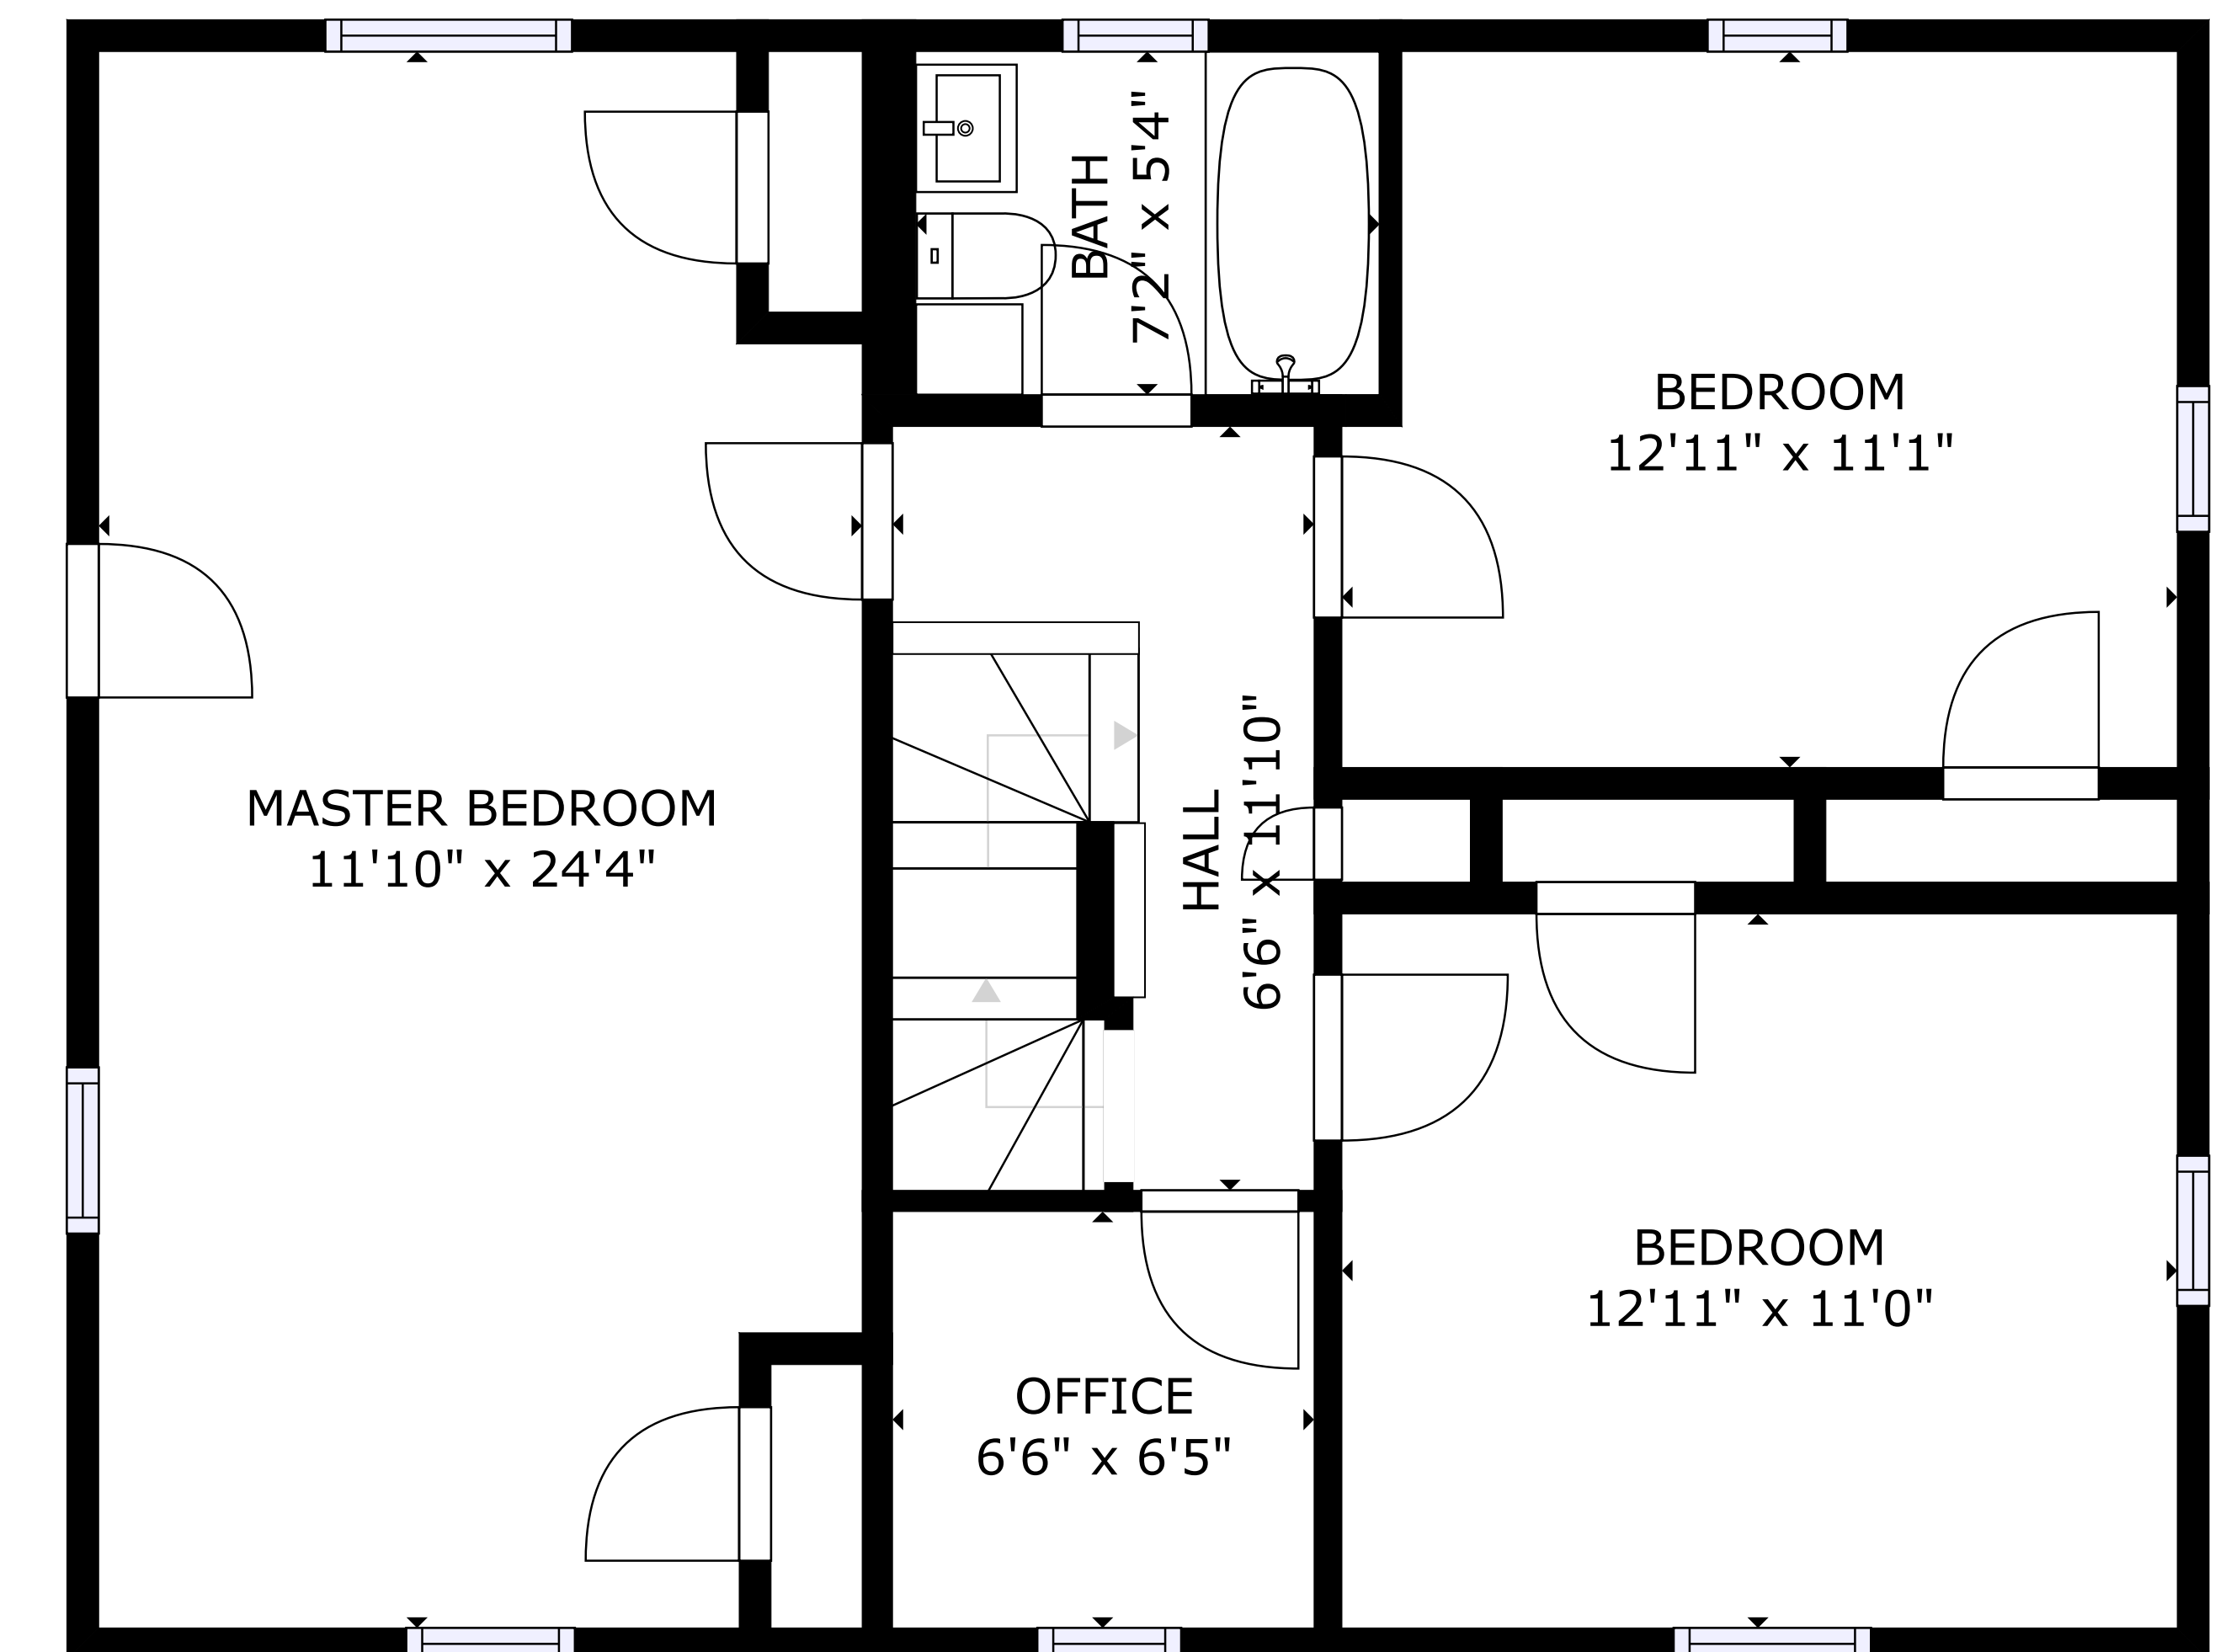 BATH
7'2" x 5'4"
BEDROOM
12'11" x 11'1"
MASTER BEDROOM
11'10" x 24'4"
HALL
6'6" x 11'10"
BEDROOM
12'11" x 11'0"
OFFICE
6'6" x 6'5"